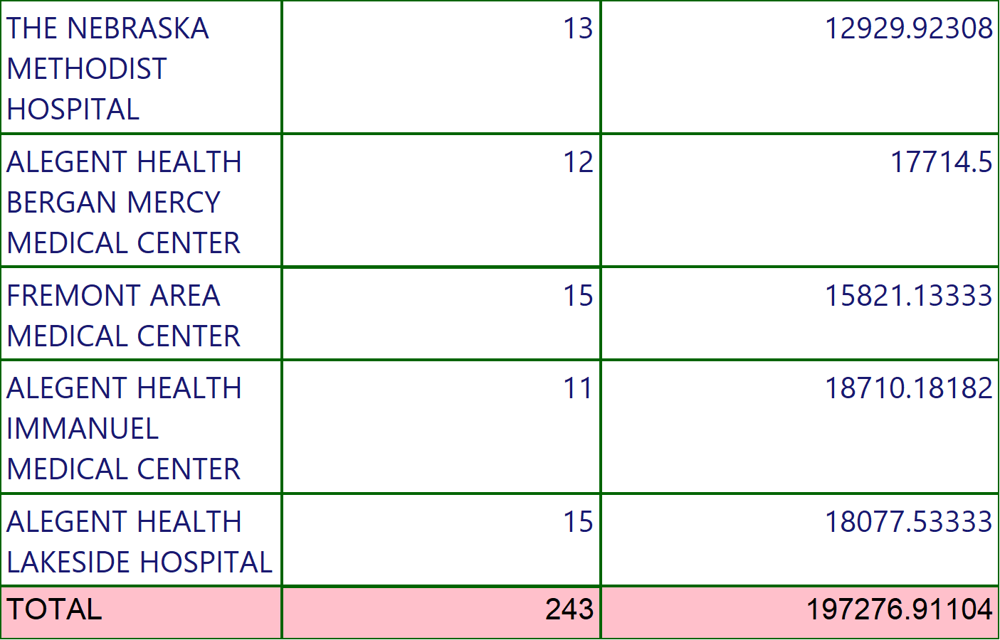 THE NEBRASKA 13 12929.92308
METHODIST
HOSPITAL
ALEGENT HEALTH 12 17714.5
BERGAN MERCY
MEDICAL CENTER
FREMONT AREA 15 15821.13333
MEDICAL CENTER
ALEGENT HEALTH 11 18710.18182
IMMANUEL
MEDICAL CENTER
ALEGENT HEALTH 15 18077.53333
LAKESIDE HOSPITAL
TOTAL 243 197276.91104